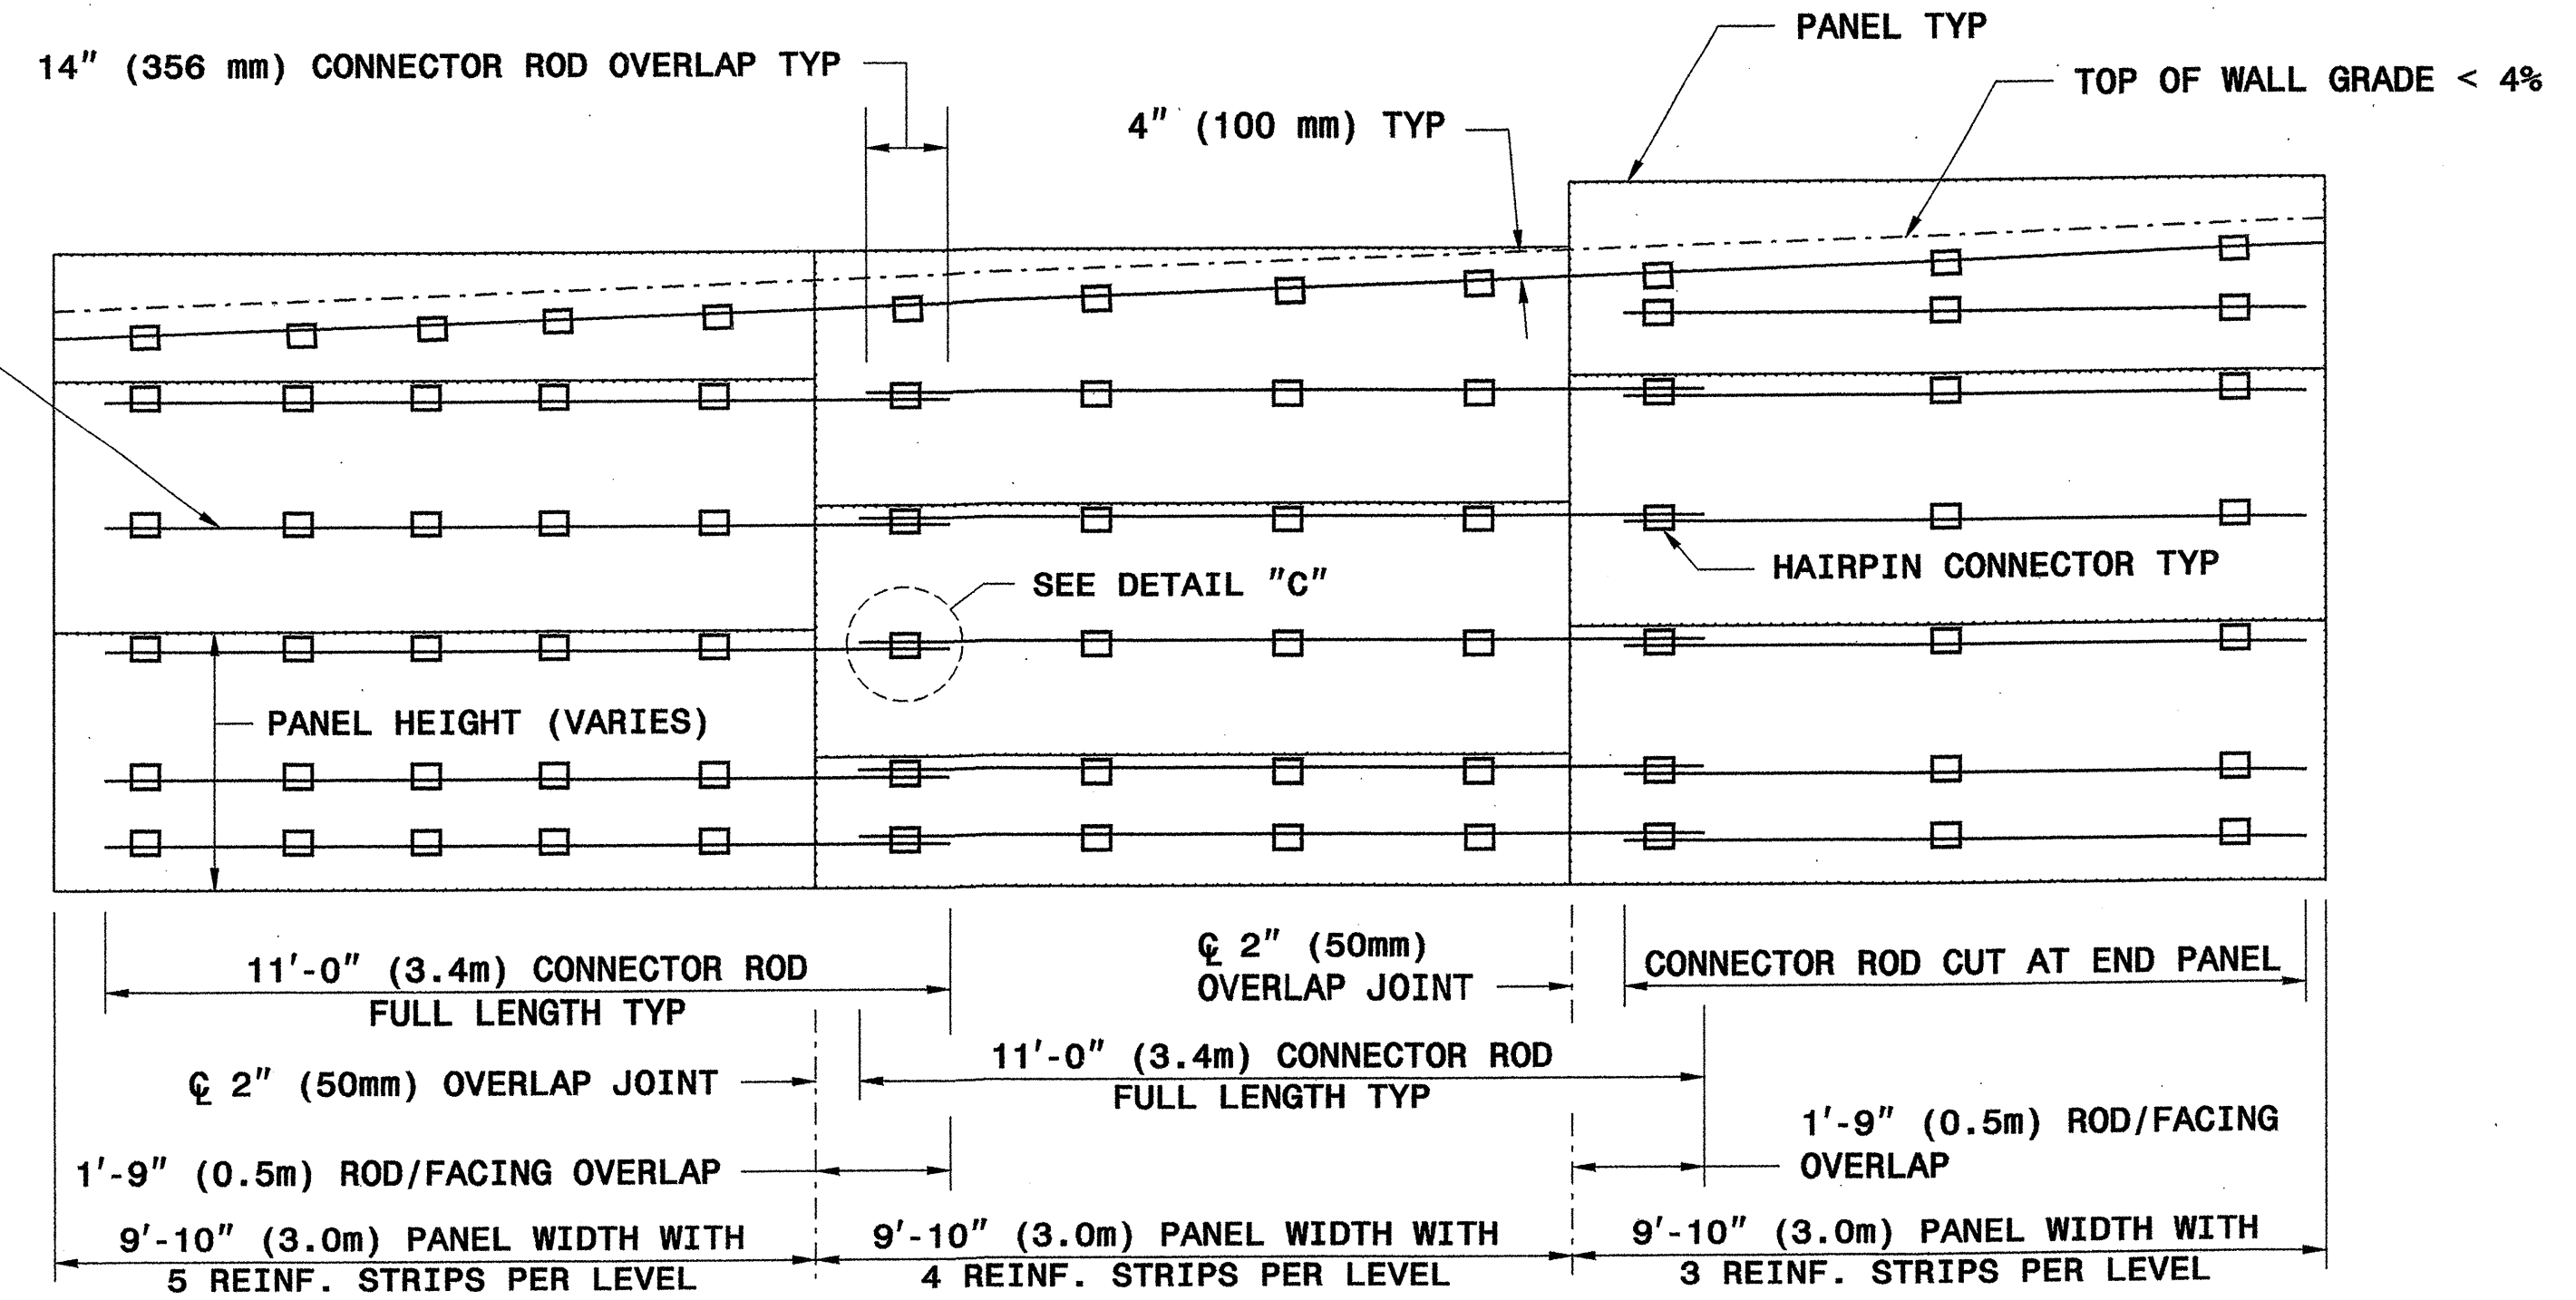 PANEL TYP
14" (356 mm) CONNECTOR ROD OVERLAP TYP
TOP OF WALL GRADE < 4%
4" (100 mm) TYP
HAIRPIN CONNECTOR TYP
SEE DETAIL "C"
PANEL HEIGHT (VARIES)
11'-0" (3.4m) CONNECTOR ROD
FULL LENGTH TYP
℄ 2" (50mm)
OVERLAP JOINT
CONNECTOR ROD CUT AT END PANEL
℄ 2" (50mm) OVERLAP JOINT
11'-0" (3.4m) CONNECTOR ROD
FULL LENGTH TYP
1'-9" (0.5m) ROD/FACING OVERLAP
1'-9" (0.5m) ROD/FACING
OVERLAP
9'-10" (3.0m) PANEL WIDTH WITH
5 REINF. STRIPS PER LEVEL
9'-10" (3.0m) PANEL WIDTH WITH
4 REINF. STRIPS PER LEVEL
9'-10" (3.0m) PANEL WIDTH WITH
3 REINF. STRIPS PER LEVEL